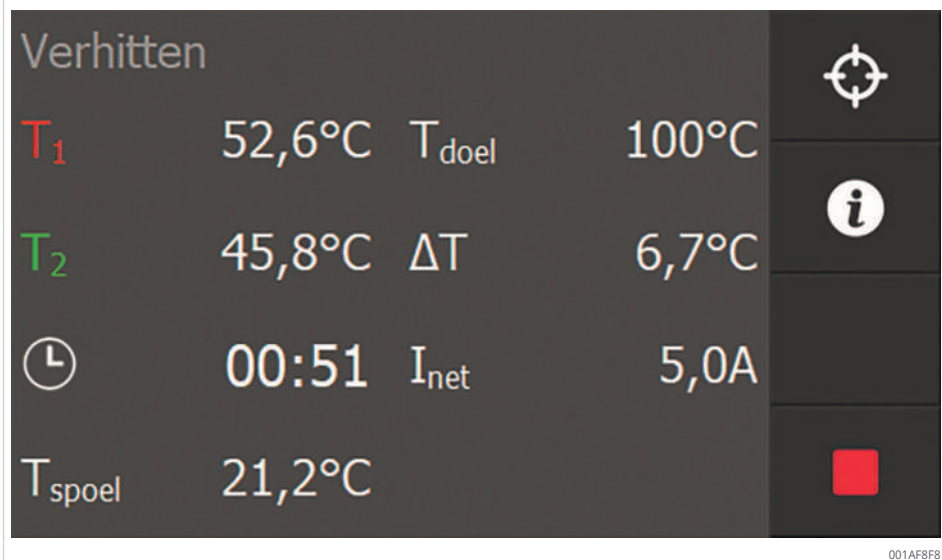 Verhitten
T1 52,6°C Tdoel 100°C
T2 45,8°C ΔT 6,7°C
00:51 Inet 5,0A
Tspoel 21,2°C
i
001AF8F8